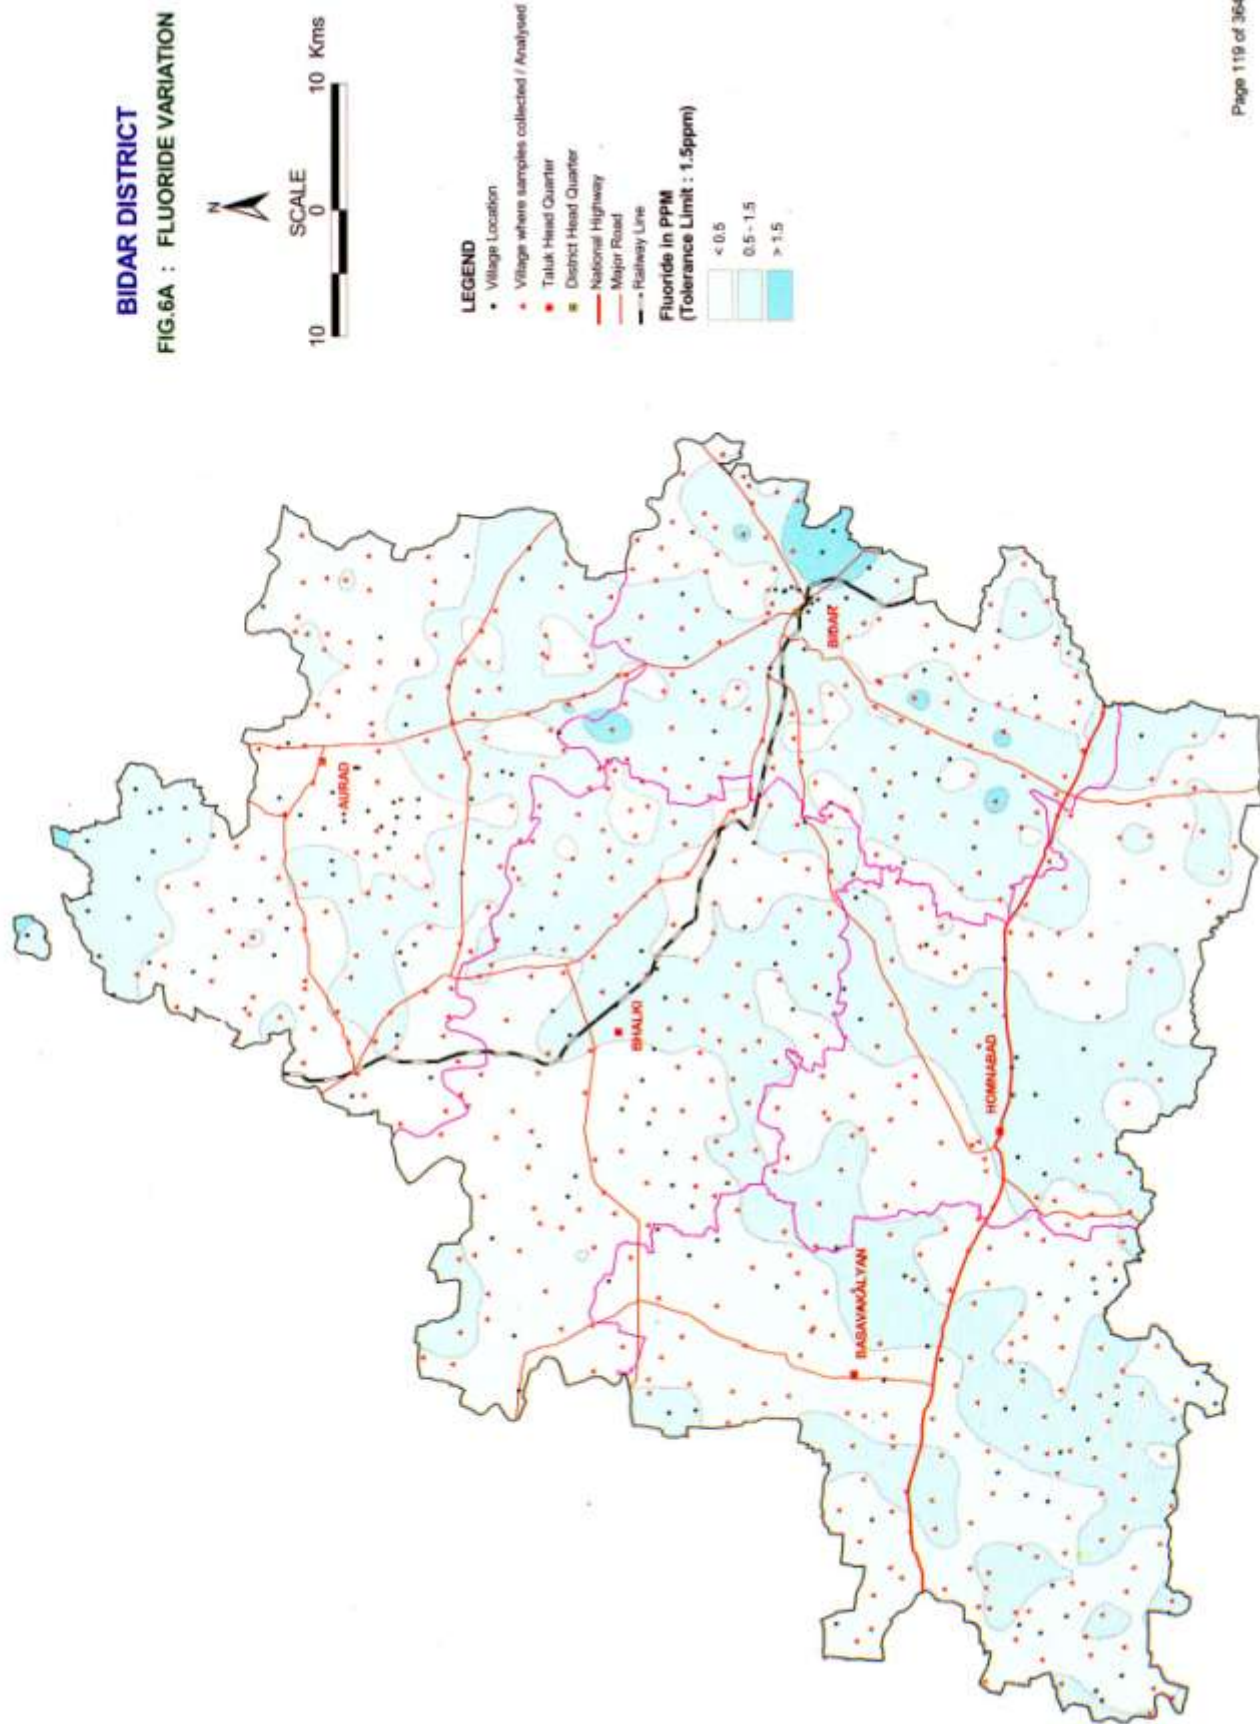 BIDAR DISTRICT
FIG.6A : FLUORIDE VARIATION
N
SCALE
10 0 10 Kms
LEGEND
Village Location
Village where samples collected / Analysed
Taluk Head Quarter
District Head Quarter
National Highway
Major Road
Railway Line
Fluoride in PPM
(Tolerance Limit : 1.5ppm)
< 0.5
0.5 - 1.5
> 1.5
AURAD
BHALKI
BIDAR
BASAVAKALYAN
HOMNABAD
Page 119 of 364